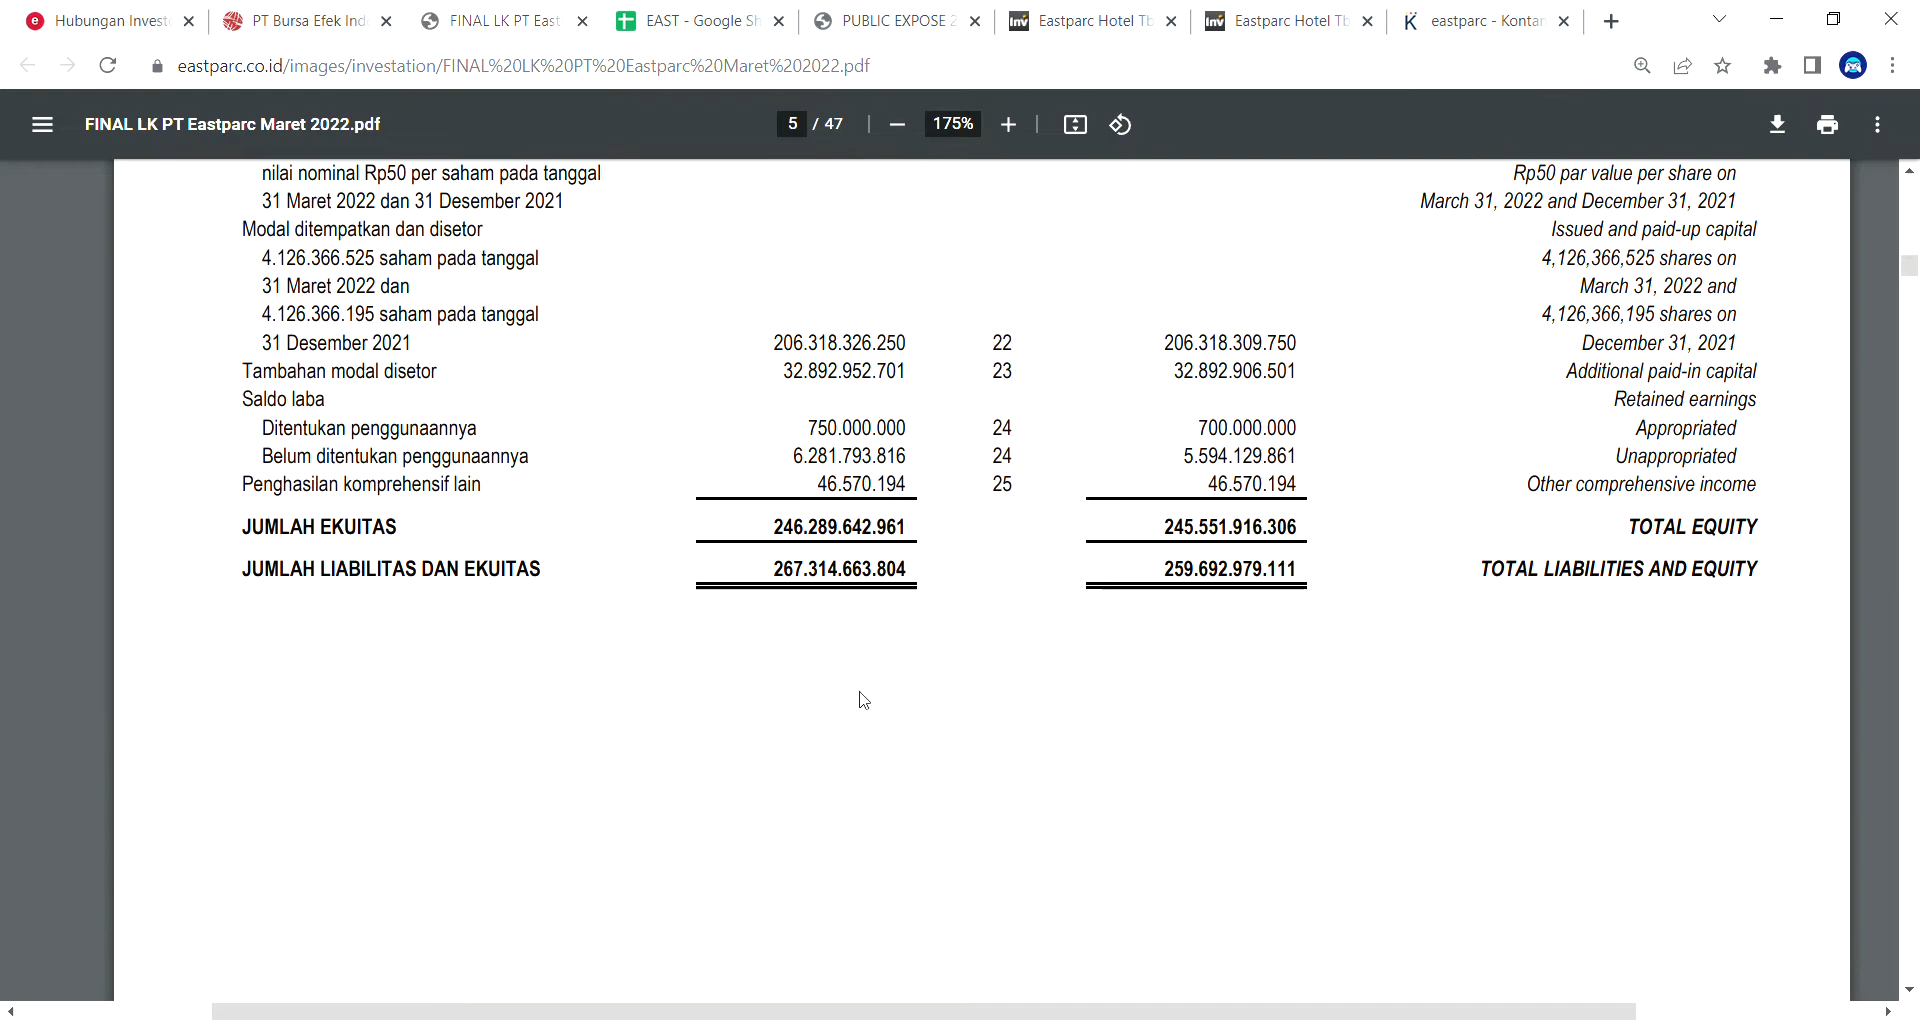 Hubungan Invest
PT Bursa Efek Ind
FINAL LK PT East
EAST - Google Sh
PUBLIC EXPOSE 2
Inv Eastparc Hotel Tb
Inv Eastparc Hotel Tb
K eastparc - Kontan
eastparc.co.id/images/investation/FINAL%20LK%20PT%20Eastparc%20Maret%202022.pdf
FINAL LK PT Eastparc Maret 2022.pdf 5 / 47 175%
nilai nominal Rp50 per saham pada tanggal Rp50 par value per share on
31 Maret 2022 dan 31 Desember 2021 March 31, 2022 and December 31, 2021
Modal ditempatkan dan disetor Issued and paid-up capital
4.126.366.525 saham pada tanggal 4,126,366,525 shares on
31 Maret 2022 dan March 31, 2022 and
4.126.366.195 saham pada tanggal 4,126,366,195 shares on
31 Desember 2021 206.318.326.250 22 206.318.309.750 December 31, 2021
Tambahan modal disetor 32.892.952.701 23 32.892.906.501 Additional paid-in capital
Saldo laba Retained earnings
Ditentukan penggunaannya 750.000.000 24 700.000.000 Appropriated
Belum ditentukan penggunaannya 6.281.793.816 24 5.594.129.861 Unappropriated
Penghasilan komprehensif lain 46.570.194 25 46.570.194 Other comprehensive income
JUMLAH EKUITAS 246.289.642.961 245.551.916.306 TOTAL EQUITY
JUMLAH LIABILITAS DAN EKUITAS 267.314.663.804 259.692.979.111 TOTAL LIABILITIES AND EQUITY